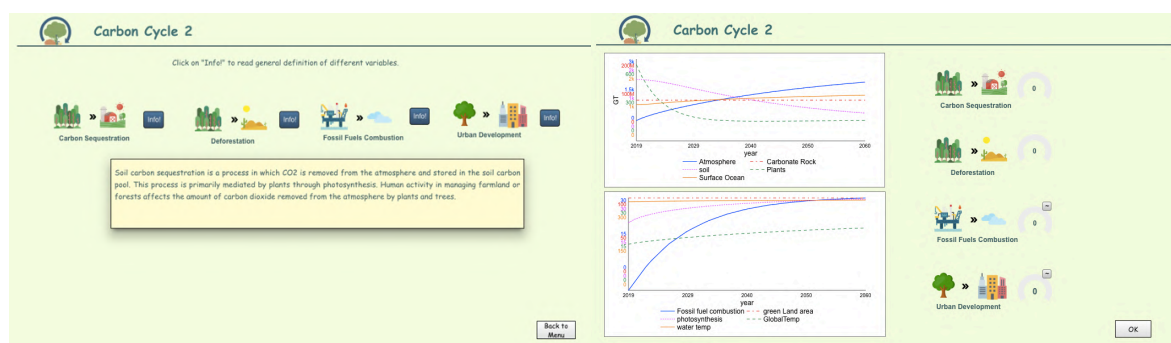 Carbon Cycle 2
Click on "Info!" to read general definition of different variables.
Info!
Info!
Info!
Info!
Carbon Sequestration
Deforestation
Fossil Fuels Combustion
Urban Development
Soil carbon sequestration is a process in which CO2 is removed from the atmosphere and stored in the soil carbon
pool. This process is primarily mediated by plants through photosynthesis. Human activity in managing farmland or
forests affects the amount of carbon dioxide removed from the atmosphere by plants and trees.
Back to
Menu
Carbon Cycle 2
GT
2019 2029 2040 2050 2060
year
Atmosphere Carbonate Rock
soil Plants
Surface Ocean
2019 2029 2040 2050 2060
year
Fossil fuel combustion green Land area
photosynthesis GlobalTemp
water temp
0
Carbon Sequestration
0
Deforestation
0
Fossil Fuels Combustion
0
Urban Development
OK